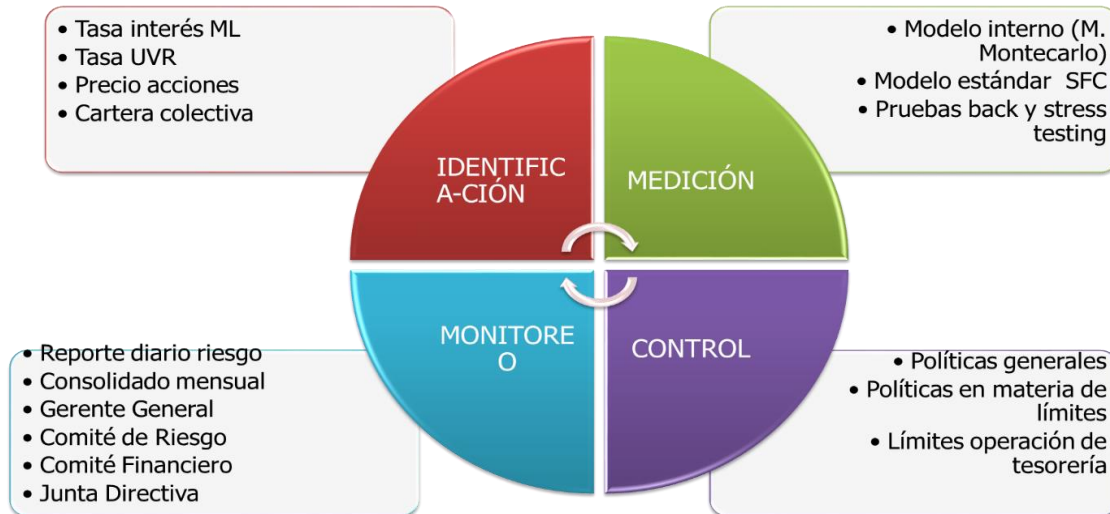 • Tasa interés ML
• Tasa UVR
• Precio acciones
• Cartera colectiva
• Modelo interno (M.
Montecarlo)
• Modelo estándar SFC
• Pruebas back y stress
testing
IDENTIFIC
A-CIÓN
MEDICIÓN
MONITORE
O
CONTROL
• Reporte diario riesgo
• Consolidado mensual
• Gerente General
• Comité de Riesgo
• Comité Financiero
• Junta Directiva
• Políticas generales
• Políticas en materia de
límites
• Límites operación de
tesorería